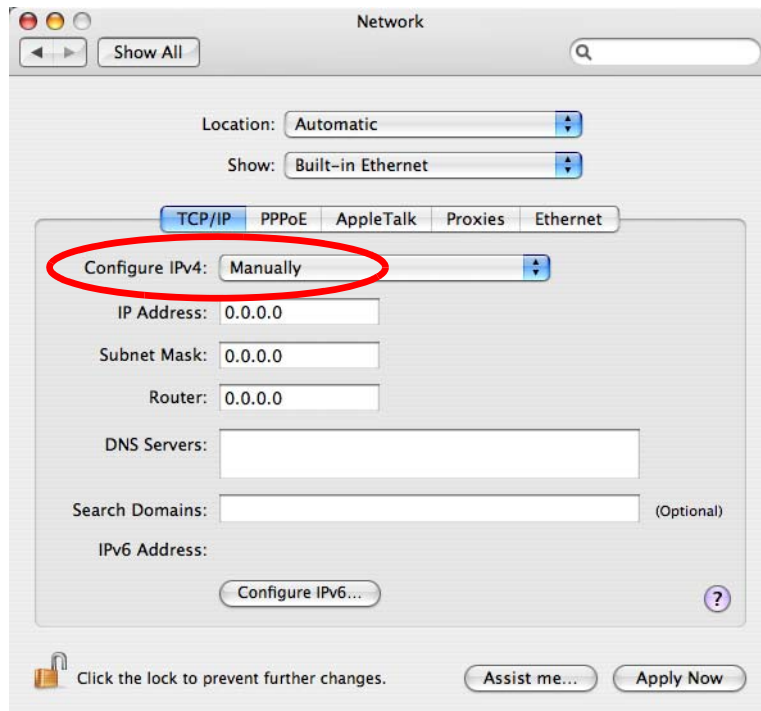 Network
Show All
Location: Automatic
Show: Built-in Ethernet
TCP/IP PPPoE AppleTalk Proxies Ethernet
Configure IPv4: Manually
IP Address: 0.0.0.0
Subnet Mask: 0.0.0.0
Router: 0.0.0.0
DNS Servers:
Search Domains: (Optional)
IPv6 Address:
Configure IPv6...
?
Click the lock to prevent further changes. Assist me... Apply Now